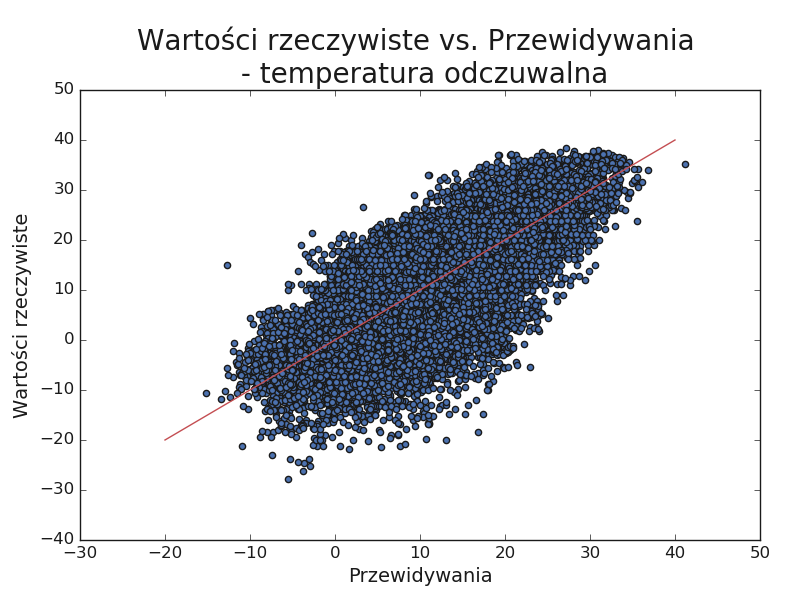 Wartości rzeczywiste vs. Przewidywania
- temperatura odczuwalna
50
40
30
20
10
0
−10
−20
−30
−40
−30 −20 −10 0 10 20 30 40 50
Wartości rzeczywiste
Przewidywania